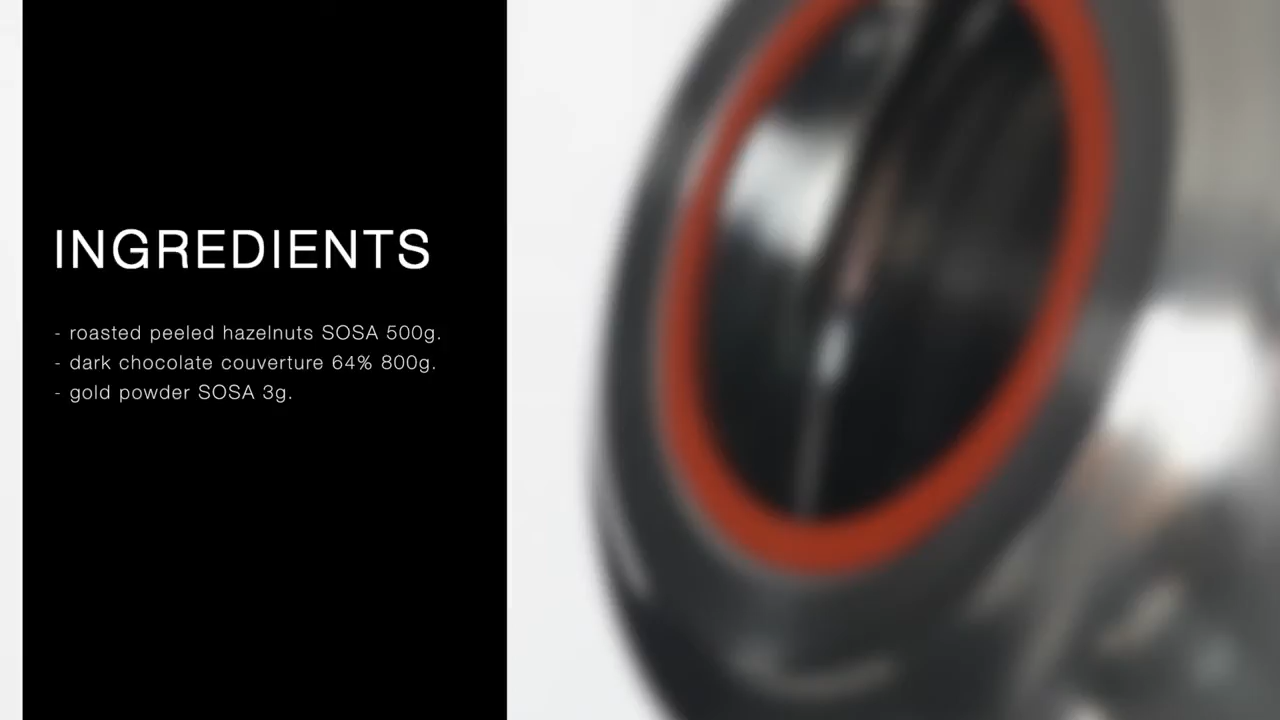 INGREDIENTS
- roasted peeled hazelnuts SOSA 500g.
- dark chocolate couverture 64% 800g.
- gold powder SOSA 3g.